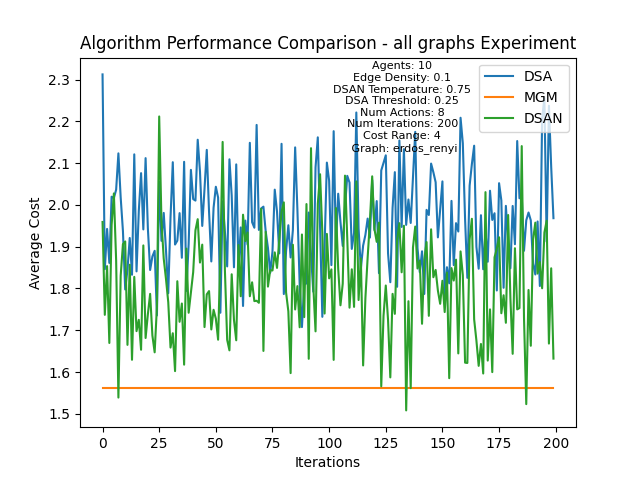 Algorithm Performance Comparison - all graphs Experiment
Agents: 10
Edge Density: 0.1
DSAN Temperature: 0.75
DSA Threshold: 0.25
Num Actions: 8
Num Iterations: 200
Cost Range: 4
Graph: erdos_renyi
DSA
MGM
DSAN
Average Cost
2.3
2.2
2.1
2.0
1.9
1.8
1.7
1.6
1.5
0
25
50
75
100
125
150
175
200
Iterations